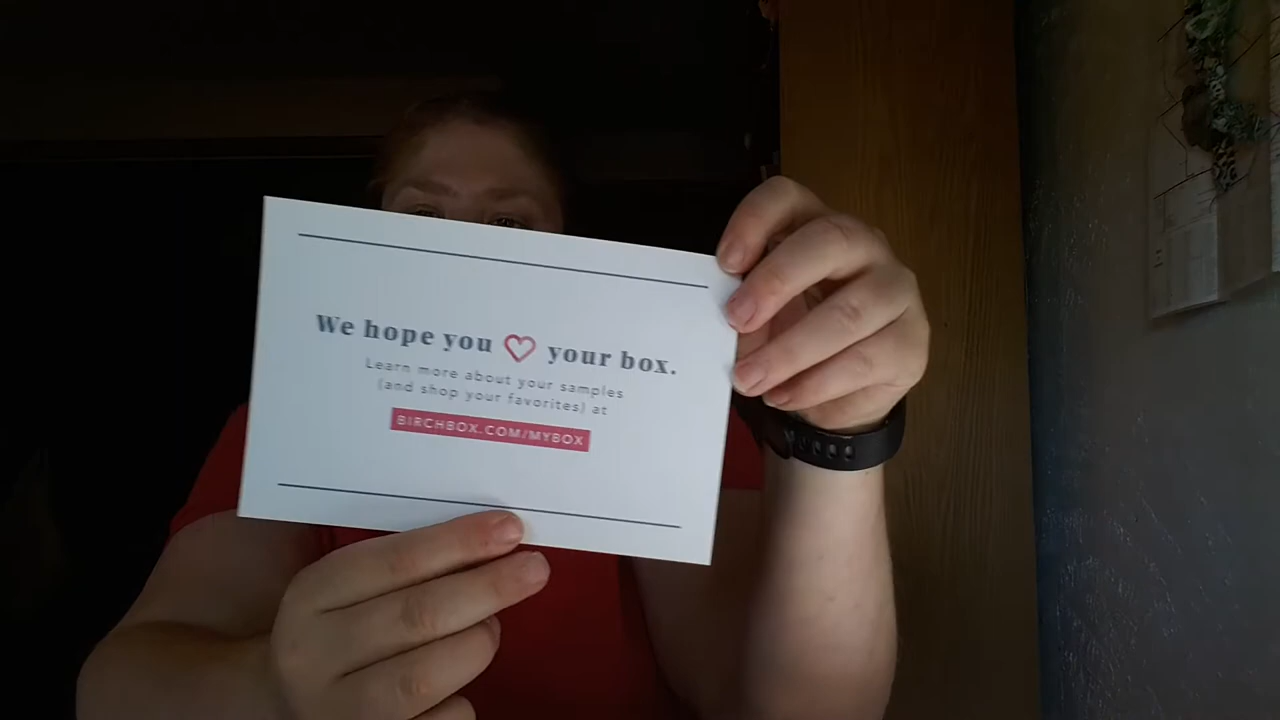 We hope you ♡ your box.
Learn more about your samples
(and shop your favorites) at
BIRCHBOX.COM/MYBOX